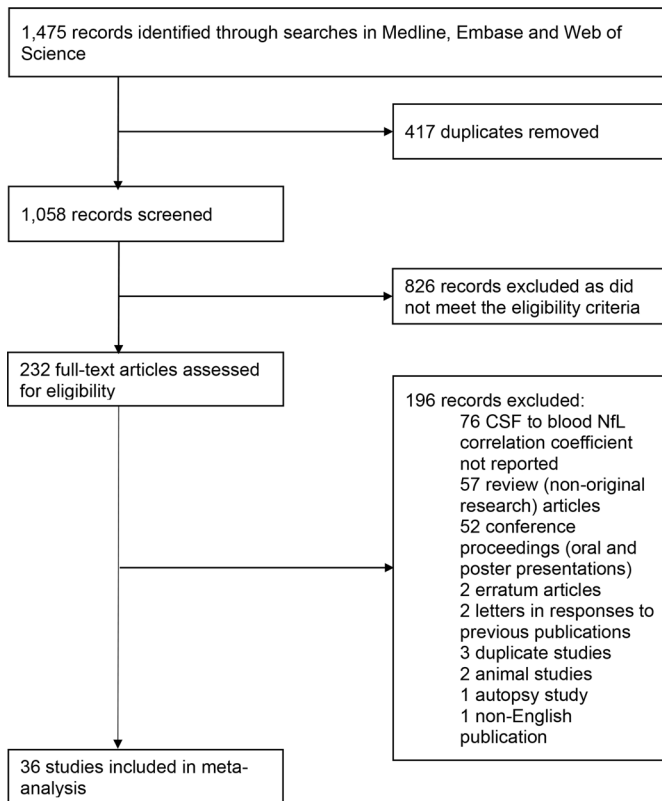 1,475 records identified through searches in Medline, Embase and Web of
Science
417 duplicates removed
1,058 records screened
826 records excluded as did
not meet the eligibility criteria
232 full-text articles assessed
for eligibility
196 records excluded:
76 CSF to blood NfL
correlation coefficient
not reported
57 review (non-original
research) articles
52 conference
proceedings (oral and
poster presentations)
2 erratum articles
2 letters in responses to
previous publications
3 duplicate studies
2 animal studies
1 autopsy study
1 non-English
publication
36 studies included in meta-
analysis